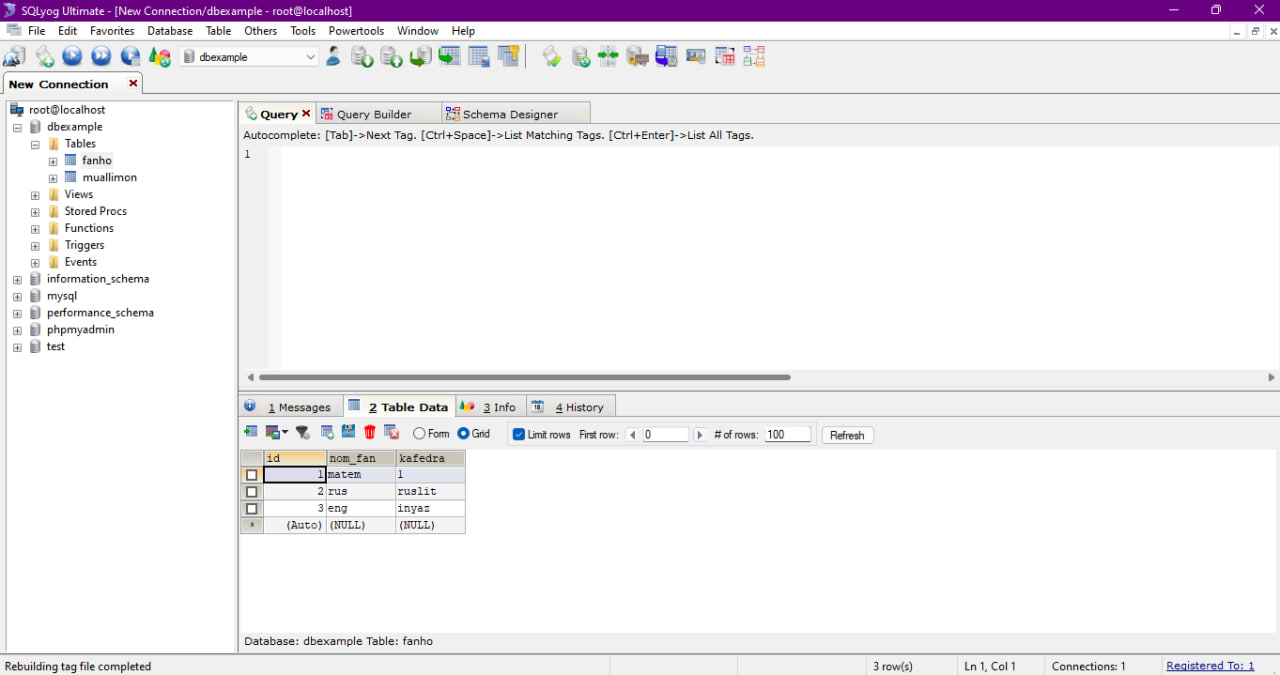 SQLyog Ultimate - [New Connection/dbexample - root@localhost]
File Edit Favorites Database Table Others Tools Powertools Window Help
dbexample
New Connection
root@localhost
dbexample
Tables
fanho
muallimon
Views
Stored Procs
Functions
Triggers
Events
information_schema
mysql
performance_schema
phpmyadmin
test
Query Query Builder Schema Designer
Autocomplete: [Tab]->Next Tag. [Ctrl+Space]->List Matching Tags. [Ctrl+Enter]->List All Tags.
1
1 Messages 2 Table Data 3 Info 4 History
Form Grid Limit rows First row: 0 # of rows: 100 Refresh
id nom_fan kafedra
1 matem 1
2 rus ruslit
3 eng inyaz
* (Auto) (NULL) (NULL)
Database: dbexample Table: fanho
Rebuilding tag file completed 3 row(s) Ln 1, Col 1 Connections: 1 Registered To: 1